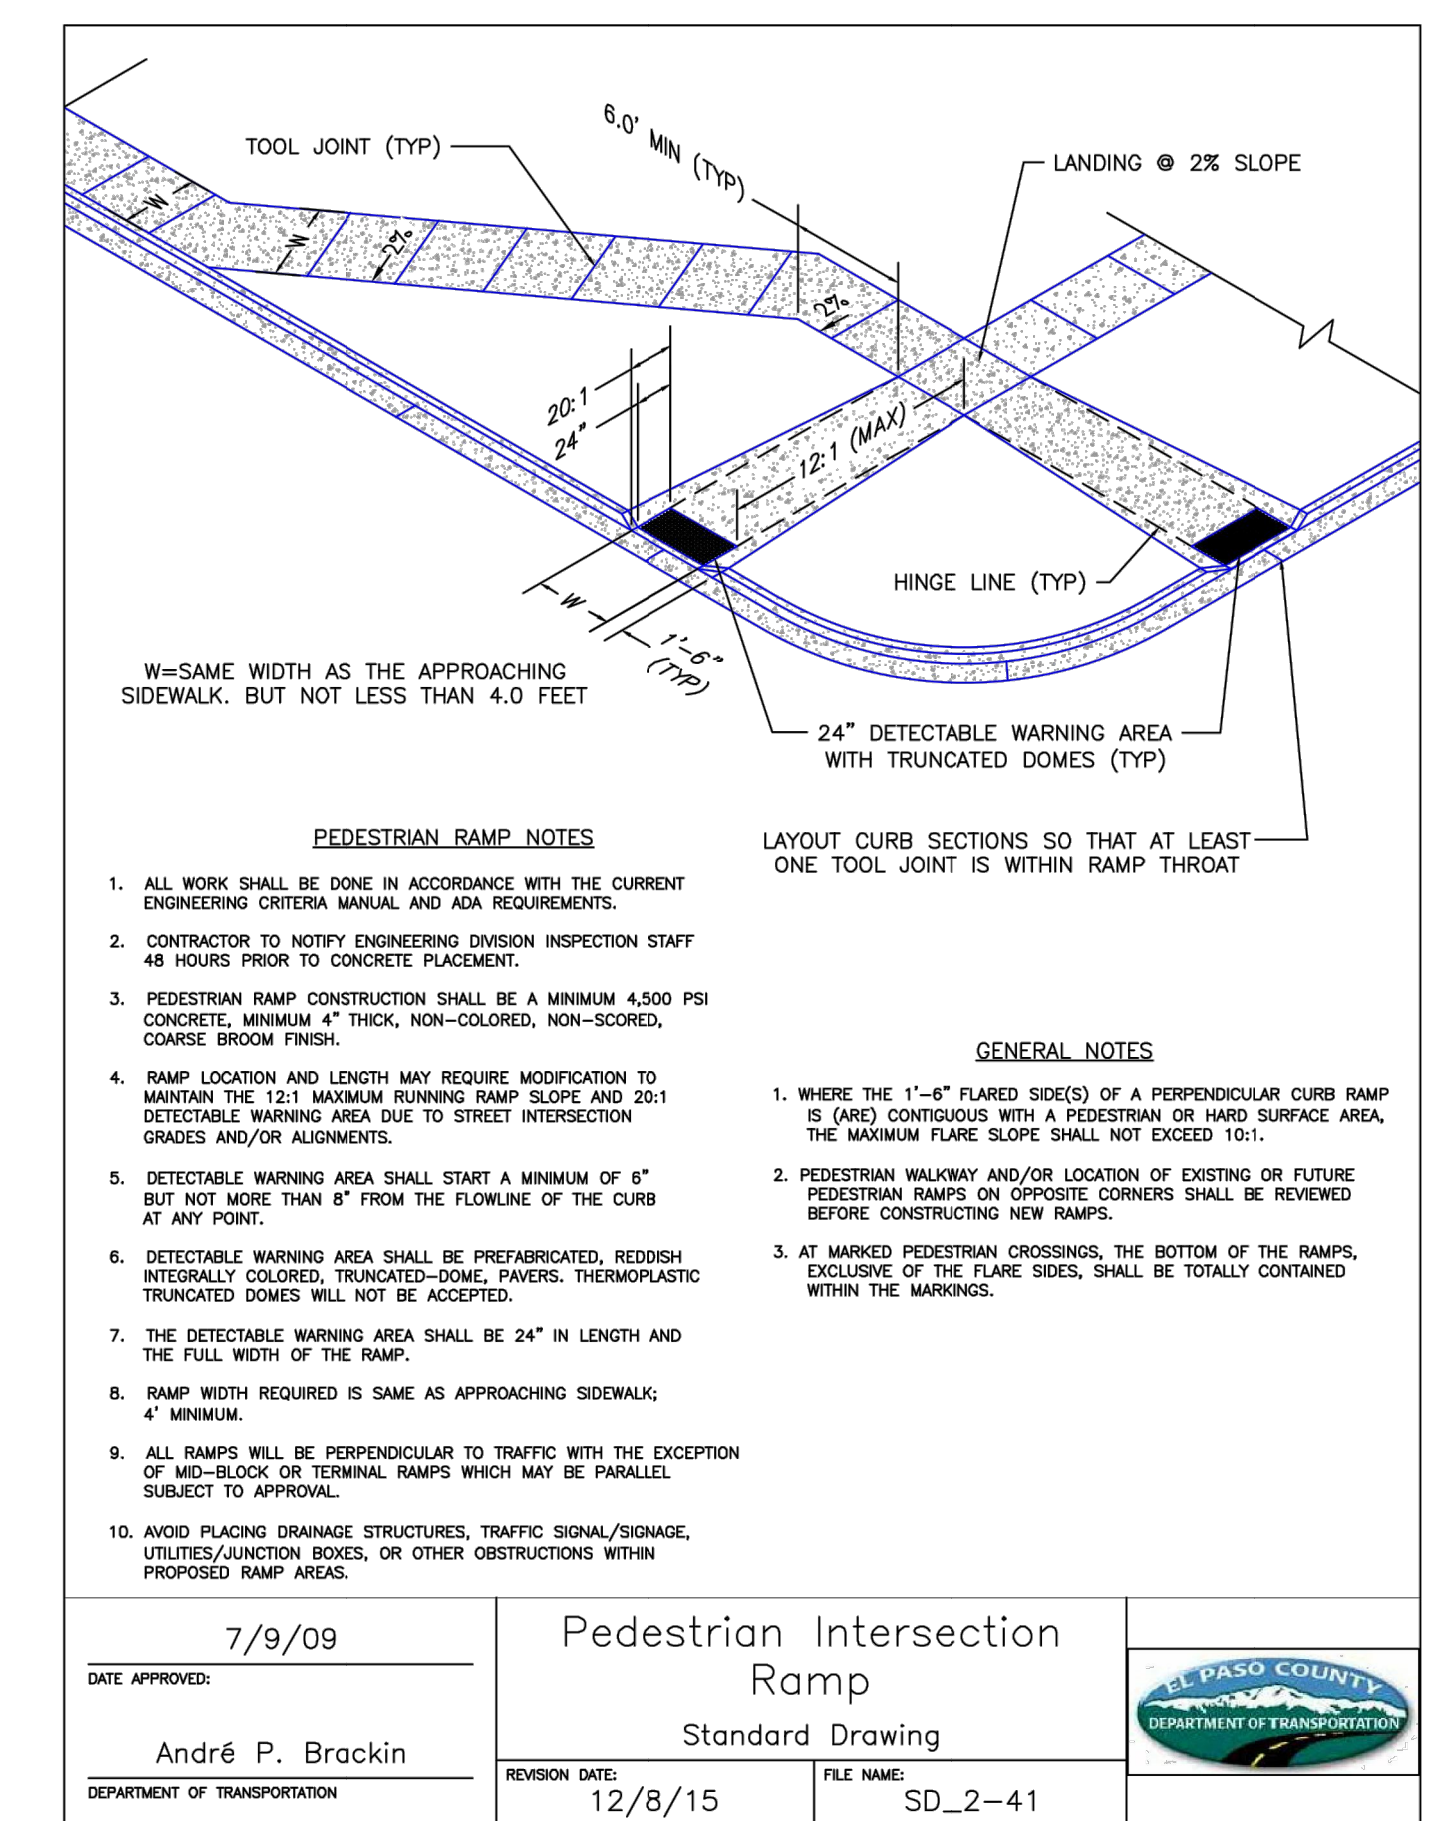 TOOL JOINT (TYP)
6.0' MIN (TYP)
LANDING @ 2% SLOPE
W
W
2%
2%
20:1
24"
12:1 (MAX)
HINGE LINE (TYP)
W
1'-6"
(TYP)
W=SAME WIDTH AS THE APPROACHING
SIDEWALK. BUT NOT LESS THAN 4.0 FEET
24" DETECTABLE WARNING AREA
WITH TRUNCATED DOMES (TYP)
LAYOUT CURB SECTIONS SO THAT AT LEAST
ONE TOOL JOINT IS WITHIN RAMP THROAT
PEDESTRIAN RAMP NOTES
1. ALL WORK SHALL BE DONE IN ACCORDANCE WITH THE CURRENT
ENGINEERING CRITERIA MANUAL AND ADA REQUIREMENTS.
2. CONTRACTOR TO NOTIFY ENGINEERING DIVISION INSPECTION STAFF
48 HOURS PRIOR TO CONCRETE PLACEMENT.
3. PEDESTRIAN RAMP CONSTRUCTION SHALL BE A MINIMUM 4,500 PSI
CONCRETE, MINIMUM 4" THICK, NON-COLORED, NON-SCORED,
COARSE BROOM FINISH.
4. RAMP LOCATION AND LENGTH MAY REQUIRE MODIFICATION TO
MAINTAIN THE 12:1 MAXIMUM RUNNING RAMP SLOPE AND 20:1
DETECTABLE WARNING AREA DUE TO STREET INTERSECTION
GRADES AND/OR ALIGNMENTS.
5. DETECTABLE WARNING AREA SHALL START A MINIMUM OF 6"
BUT NOT MORE THAN 8" FROM THE FLOWLINE OF THE CURB
AT ANY POINT.
6. DETECTABLE WARNING AREA SHALL BE PREFABRICATED, REDDISH
INTEGRALLY COLORED, TRUNCATED-DOME, PAVERS. THERMOPLASTIC
TRUNCATED DOMES WILL NOT BE ACCEPTED.
7. THE DETECTABLE WARNING AREA SHALL BE 24" IN LENGTH AND
THE FULL WIDTH OF THE RAMP.
8. RAMP WIDTH REQUIRED IS SAME AS APPROACHING SIDEWALK;
4' MINIMUM.
9. ALL RAMPS WILL BE PERPENDICULAR TO TRAFFIC WITH THE EXCEPTION
OF MID-BLOCK OR TERMINAL RAMPS WHICH MAY BE PARALLEL
SUBJECT TO APPROVAL.
10. AVOID PLACING DRAINAGE STRUCTURES, TRAFFIC SIGNAL/SIGNAGE,
UTILITIES/JUNCTION BOXES, OR OTHER OBSTRUCTIONS WITHIN
PROPOSED RAMP AREAS.
GENERAL NOTES
1. WHERE THE 1'-6" FLARED SIDE(S) OF A PERPENDICULAR CURB RAMP
IS (ARE) CONTIGUOUS WITH A PEDESTRIAN OR HARD SURFACE AREA,
THE MAXIMUM FLARE SLOPE SHALL NOT EXCEED 10:1.
2. PEDESTRIAN WALKWAY AND/OR LOCATION OF EXISTING OR FUTURE
PEDESTRIAN RAMPS ON OPPOSITE CORNERS SHALL BE REVIEWED
BEFORE CONSTRUCTING NEW RAMPS.
3. AT MARKED PEDESTRIAN CROSSINGS, THE BOTTOM OF THE RAMPS,
EXCLUSIVE OF THE FLARE SIDES, SHALL BE TOTALLY CONTAINED
WITHIN THE MARKINGS.
7/9/09
DATE APPROVED:
André P. Brackin
DEPARTMENT OF TRANSPORTATION
Pedestrian Intersection
Ramp
Standard Drawing
REVISION DATE:
12/8/15
FILE NAME:
SD_2-41
EL PASO COUNTY
DEPARTMENT OF TRANSPORTATION